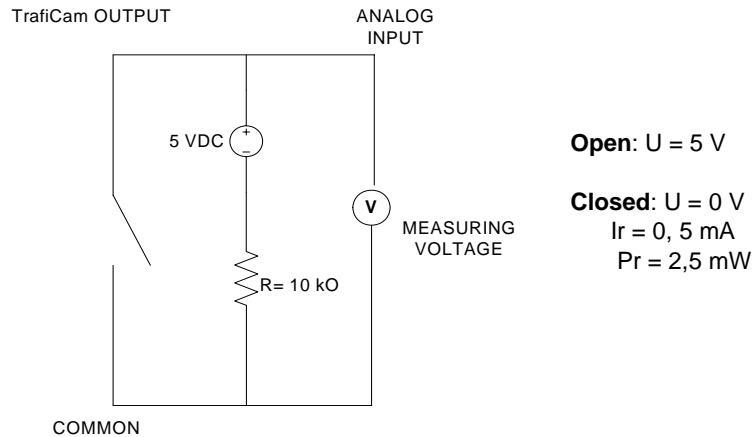 TrafiCam OUTPUT
ANALOG
INPUT
5 VDC
+
–
Open: U = 5 V
V
Closed: U = 0 V
MEASURING
VOLTAGE
Ir = 0, 5 mA
Pr = 2,5 mW
R= 10 kO
COMMON